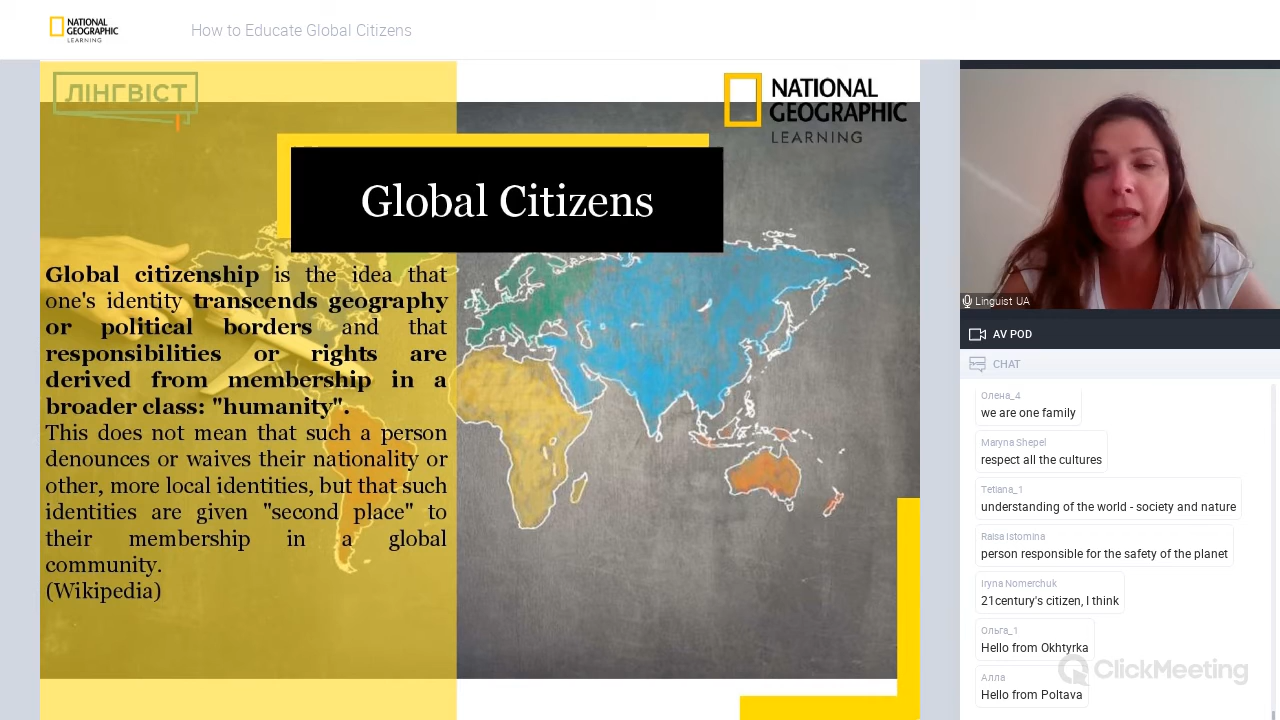 NATIONAL
GEOGRAPHIC
LEARNING
How to Educate Global Citizens
ЛІНГВІСТ
NATIONAL
GEOGRAPHIC
LEARNING
Global Citizens
Global citizenship is the idea that
one's identity transcends geography
or political borders and that
responsibilities or rights are
derived from membership in a
broader class: "humanity".
This does not mean that such a person
denounces or waives their nationality or
other, more local identities, but that such
identities are given "second place" to
their membership in a global
community.
(Wikipedia)
Linguist UA
AV POD
CHAT
Олена_4
we are one family
Maryna Shepel
respect all the cultures
Tetiana_1
understanding of the world - society and nature
Raisa Istomina
person responsible for the safety of the planet
Iryna Nomerchuk
21century's citizen, I think
Ольга_1
Hello from Okhtyrka
Алла
Hello from Poltava
ClickMeeting